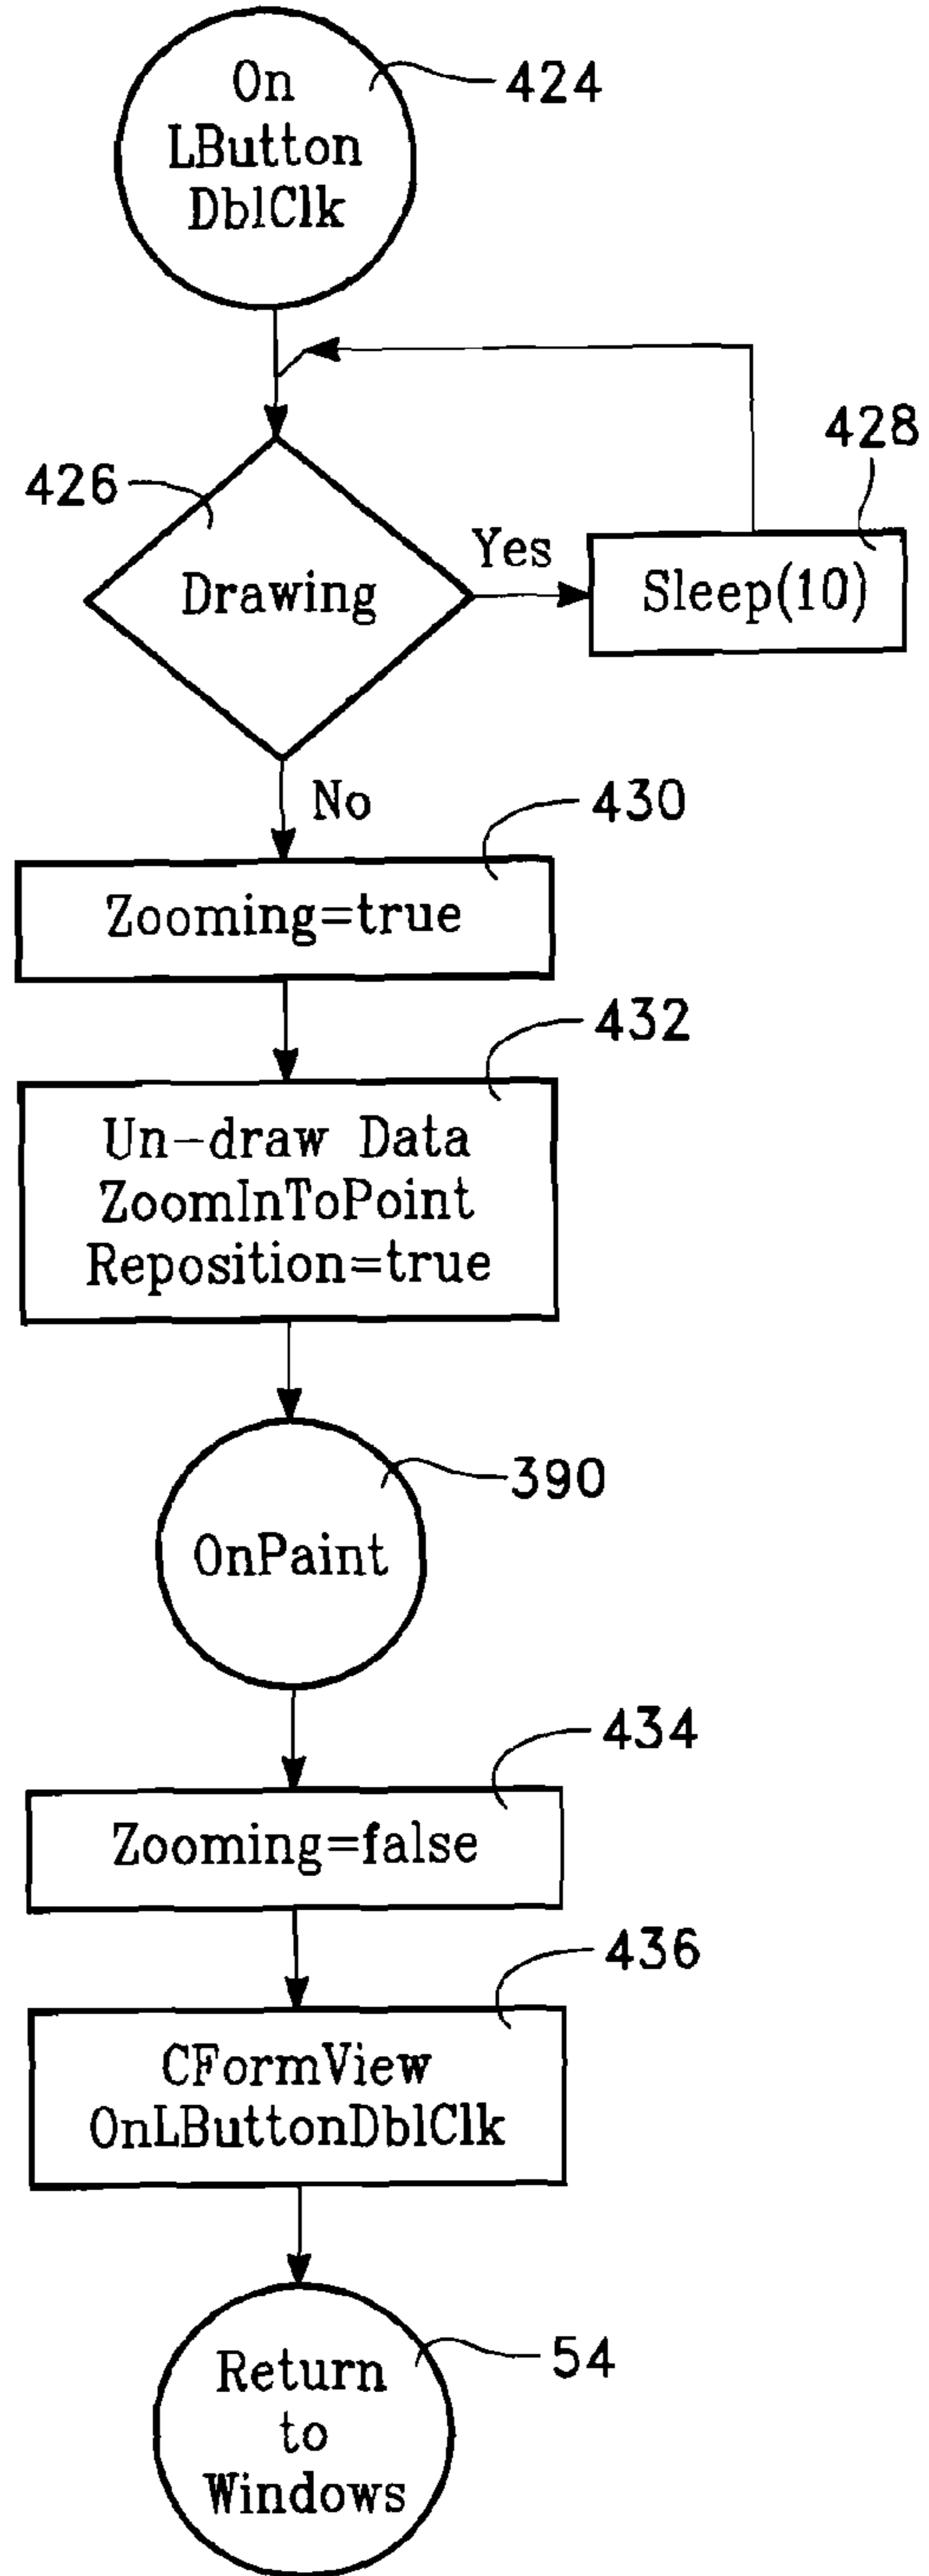 On
LButton
DblClk
424
426
Drawing
Yes
428
Sleep(10)
No
430
Zooming=true
432
Un-draw Data
ZoomInToPoint
Reposition=true
390
OnPaint
434
Zooming=false
436
CFormView
OnLButtonDblClk
54
Return
to
Windows